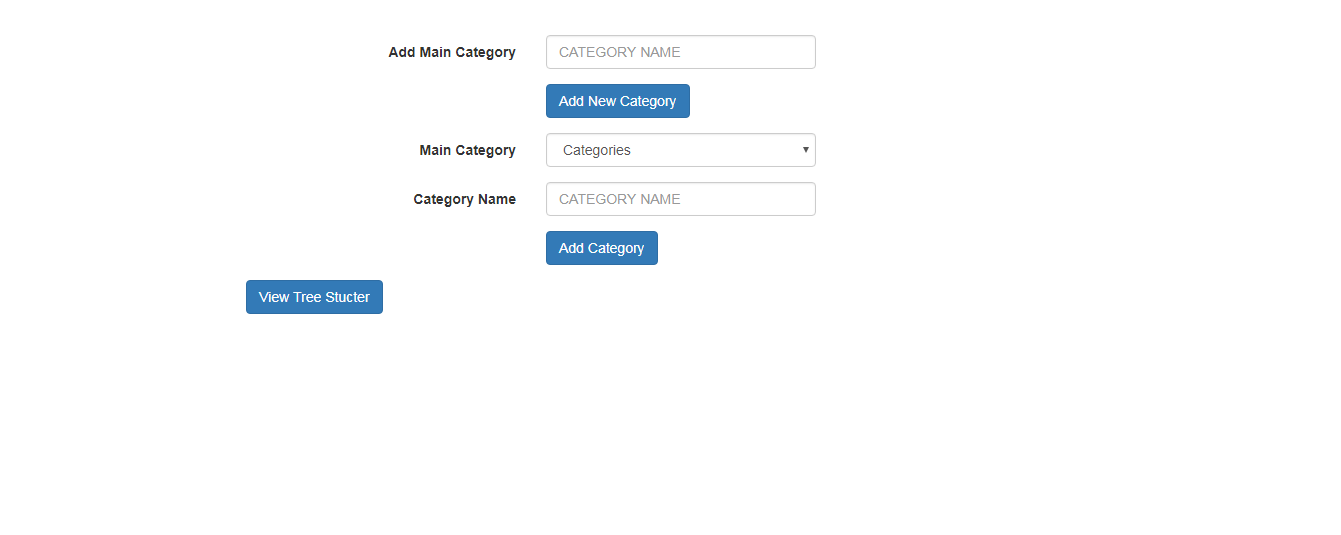 Add Main Category CATEGORY NAME
Add New Category
Main Category Categories
Category Name CATEGORY NAME
Add Category
View Tree Stucter